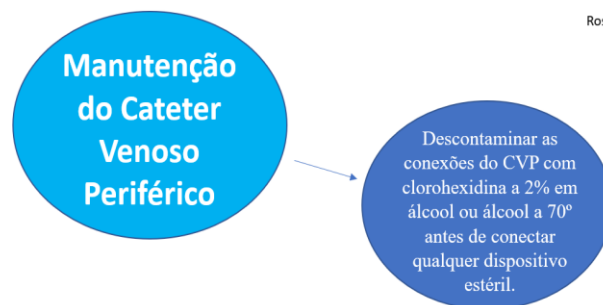 Ros
Manutenção
do Cateter
Venoso
Periférico
Descontaminar as
conexões do CVP com
clorohexidina a 2% em
álcool ou álcool a 70º
antes de conectar
qualquer dispositivo
estéril.